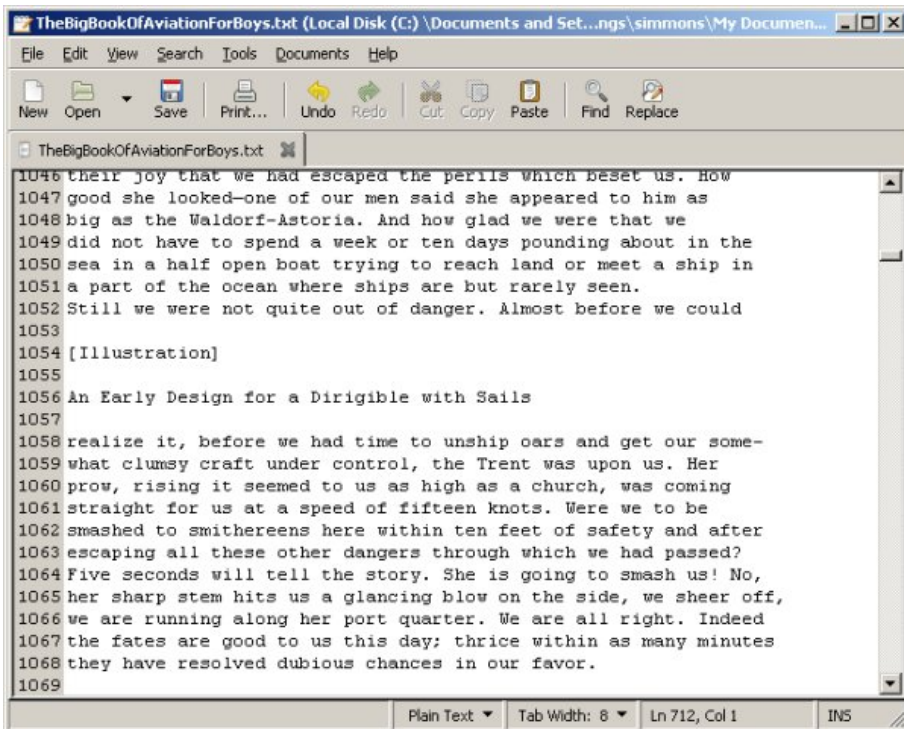 TheBigBookOfAviationForBoys.txt (Local Disk (C:) \Documents and Set...ngs\simmons\My Documen...
File Edit View Search Tools Documents Help
New Open Save Print... Undo Redo Cut Copy Paste Find Replace
TheBigBookOfAviationForBoys.txt
1046 their joy that we had escaped the perils which beset us. How
1047 good she looked—one of our men said she appeared to him as
1048 big as the Waldorf-Astoria. And how glad we were that we
1049 did not have to spend a week or ten days pounding about in the
1050 sea in a half open boat trying to reach land or meet a ship in
1051 a part of the ocean where ships are but rarely seen.
1052 Still we were not quite out of danger. Almost before we could
1053
1054 [Illustration]
1055
1056 An Early Design for a Dirigible with Sails
1057
1058 realize it, before we had time to unship oars and get our some-
1059 what clumsy craft under control, the Trent was upon us. Her
1060 prow, rising it seemed to us as high as a church, was coming
1061 straight for us at a speed of fifteen knots. Were we to be
1062 smashed to smithereens here within ten feet of safety and after
1063 escaping all these other dangers through which we had passed?
1064 Five seconds will tell the story. She is going to smash us! No,
1065 her sharp stem hits us a glancing blow on the side, we sheer off,
1066 we are running along her port quarter. We are all right. Indeed
1067 the fates are good to us this day; thrice within as many minutes
1068 they have resolved dubious chances in our favor.
1069
Plain Text Tab Width: 8 Ln 712, Col 1 INS